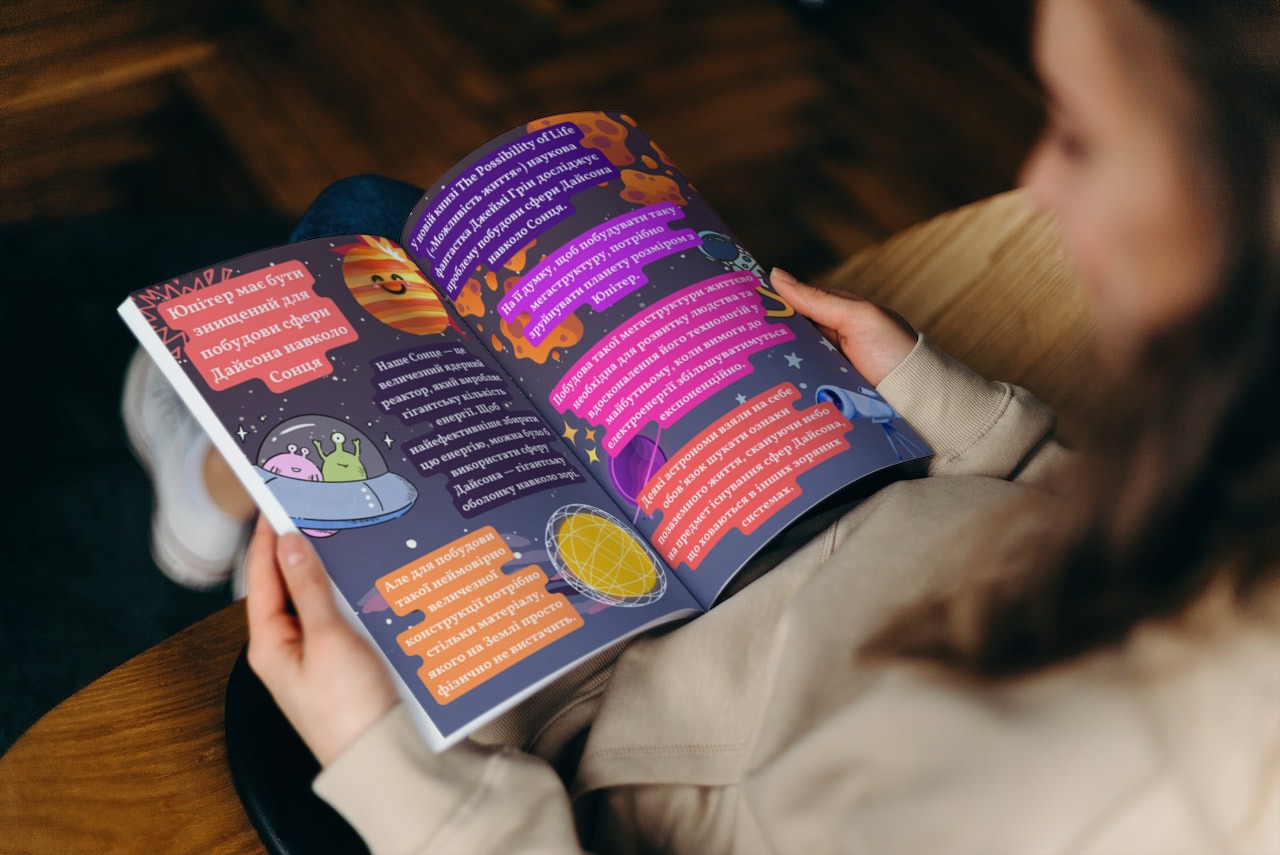 Юпітер має бути
знищений для
побудови сфери
Дайсона навколо
Сонця
Наше Сонце — це
величезний ядерний
реактор, який виробляє
гігантську кількість
енергії. Щоб
найефективніше збирати
цю енергію, можна було б
використати сферу
Дайсона — гігантську
оболонку навколо зорі.
Але для побудови
такої неймовірно
величезної
конструкції потрібно
стільки матеріалу,
якого на Землі просто
фізично не вистачить.
У новій книзі The Possibility of Life
(«Можливість життя») наукова
фантастка Джеймі Грін досліджує
проблему побудови сфери Дайсона
навколо Сонця.
На її думку, щоб побудувати таку
мегаструктуру, потрібно
зруйнувати планету розміром з
Юпітер.
Побудова такої мегаструктури життєво
необхідна для розвитку людства та
вдосконалення його технологій у
майбутньому, коли вимоги до
електроенергії збільшуватимуться
експоненційно.
Деякі астрономи взяли на себе
обов'язок шукати ознаки
позаземного життя, скануючи небо
на предмет існування сфер Дайсона,
що ховаються в інших зоряних
системах.